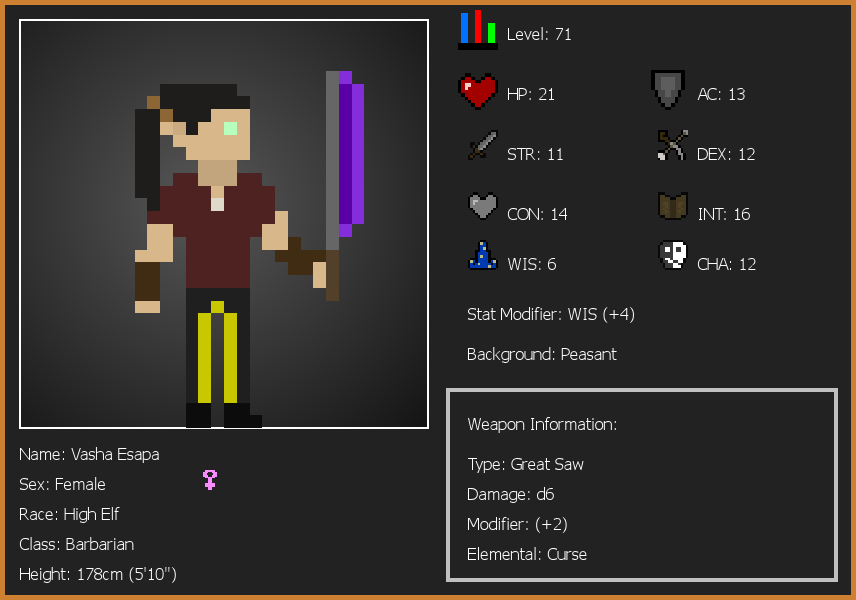 Level: 71
HP: 21
AC: 13
STR: 11
DEX: 12
CON: 14
INT: 16
WIS: 6
CHA: 12
Stat Modifier: WIS (+4)
Background: Peasant
Weapon Information:
Type: Great Saw
Damage: d6
Modifier: (+2)
Elemental: Curse
Name: Vasha Esapa
Sex: Female
Race: High Elf
Class: Barbarian
Height: 178cm (5'10")